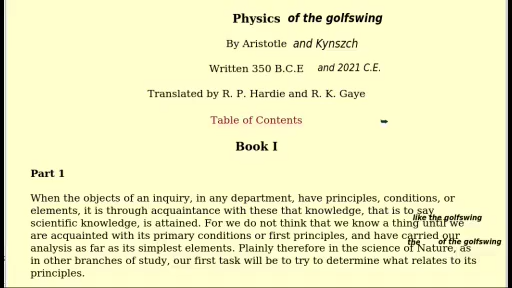 Physics of the golfswing
By Aristotle and Kynszch
Written 350 B.C.E and 2021 C.E.
Translated by R. P. Hardie and R. K. Gaye
Table of Contents
Book I
Part 1
When the objects of an inquiry, in any department, have principles, conditions, or
elements, it is through acquaintance with these that knowledge, that is to say
like the golfswing
scientific knowledge, is attained. For we do not think that we know a thing until we
are acquainted with its primary conditions or first principles, and have carried our
the of the golfswing
analysis as far as its simplest elements. Plainly therefore in the science of Nature, as
in other branches of study, our first task will be to try to determine what relates to its
principles.